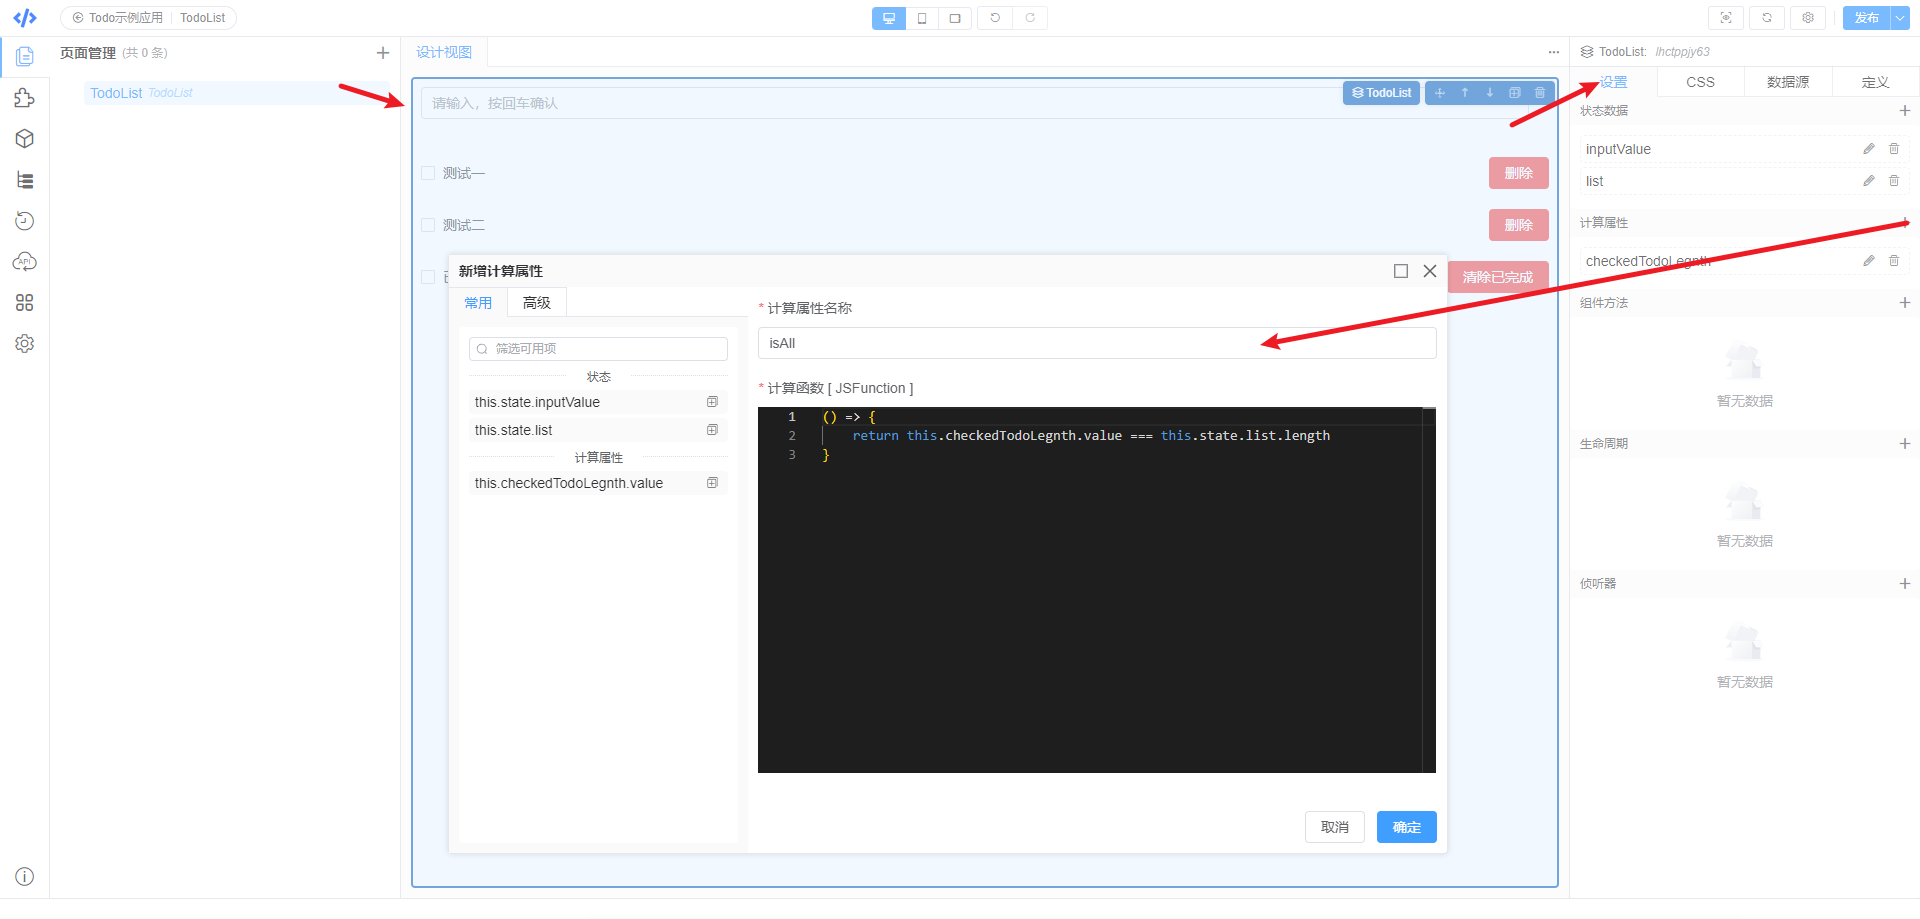 Todo示例应用 TodoList
发布
页面管理 (共 0 条)
TodoList TodoList
设计视图
请输入，按回车确认
TodoList
测试一
删除
测试二
删除
清除已完成
新增计算属性
常用 高级
筛选可用项
状态
this.state.inputValue
this.state.list
计算属性
this.checkedTodoLegnth.value
* 计算属性名称
isAll
* 计算函数 [ JSFunction ]
1 () => {
2 return this.checkedTodoLegnth.value === this.state.list.length
3 }
取消 确定
TodoList: lhctppjy63
设置 CSS 数据源 定义
状态数据
inputValue
list
计算属性
checkedTodoLegnth
组件方法
暂无数据
生命周期
暂无数据
侦听器
暂无数据
API